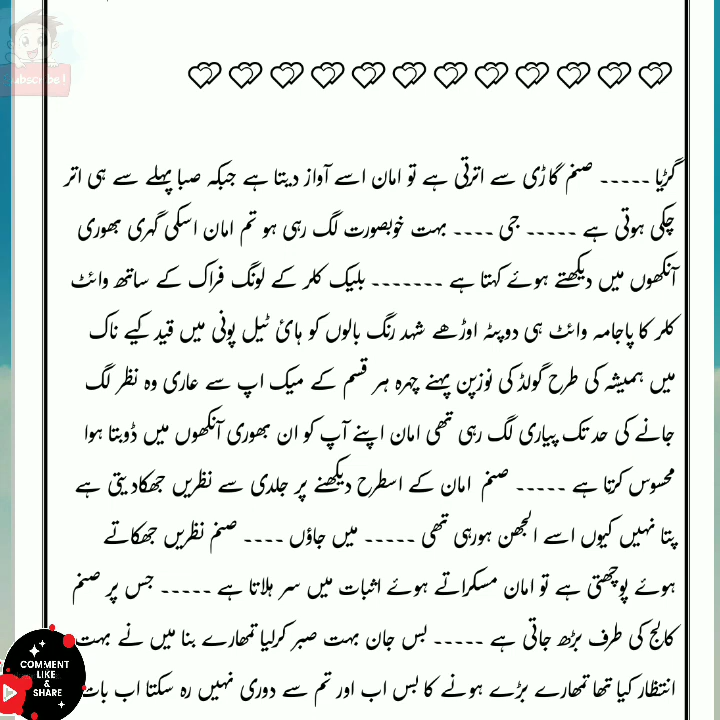 گڑیا ----- صنم گاڑی سے اترتی ہے تو امان اسے آواز دیتا ہے جبکہ صبا پہلے سے ہی اتر
چکی ہوتی ہے ----- جی ---- بہت خوبصورت لگ رہی ہو تم امان اسکی گہری بھوری
آنکھوں میں دیکھتے ہوئے کہتا ہے ------- بلیک کلر کے لونگ فراک کے ساتھ وائٹ
کلر کا پاجامہ وائٹ ہی دوپٹہ اوڑھے شہد رنگ بالوں کو ہائ ٹیل پونی میں قید کیے ناک
میں ہمیشہ کی طرح گولڈ کی نوزپن پہنے چہرہ ہر قسم کے میک اپ سے عاری وہ نظر لگ
جانے کی حد تک پیاری لگ رہی تھی امان اپنے آپ کو ان بھوری آنکھوں میں ڈوبتا ہوا
محسوس کرتا ہے ----- صنم امان کے اسطرح دیکھنے پر جلدی سے نظریں جھکادیتی ہے
پتا نہیں کیوں اسے الجھن ہورہی تھی ----- میں جاؤں ---- صنم نظریں جھکاتے
ہوئے پوچھتی ہے تو امان مسکراتے ہوئے اثبات میں سر ہلاتا ہے ----- جس پر صنم
کالج کی طرف بڑھ جاتی ہے ----- بس جان بہت صبر کرلیا تمھارے بنا میں نے بہت
انتظار کیا تھا تمھارے بڑے ہونے کا بس اب اور تم سے دوری نہیں رہ سکتا اب بات
Subscribe!
COMMENT
LIKE
&
SHARE